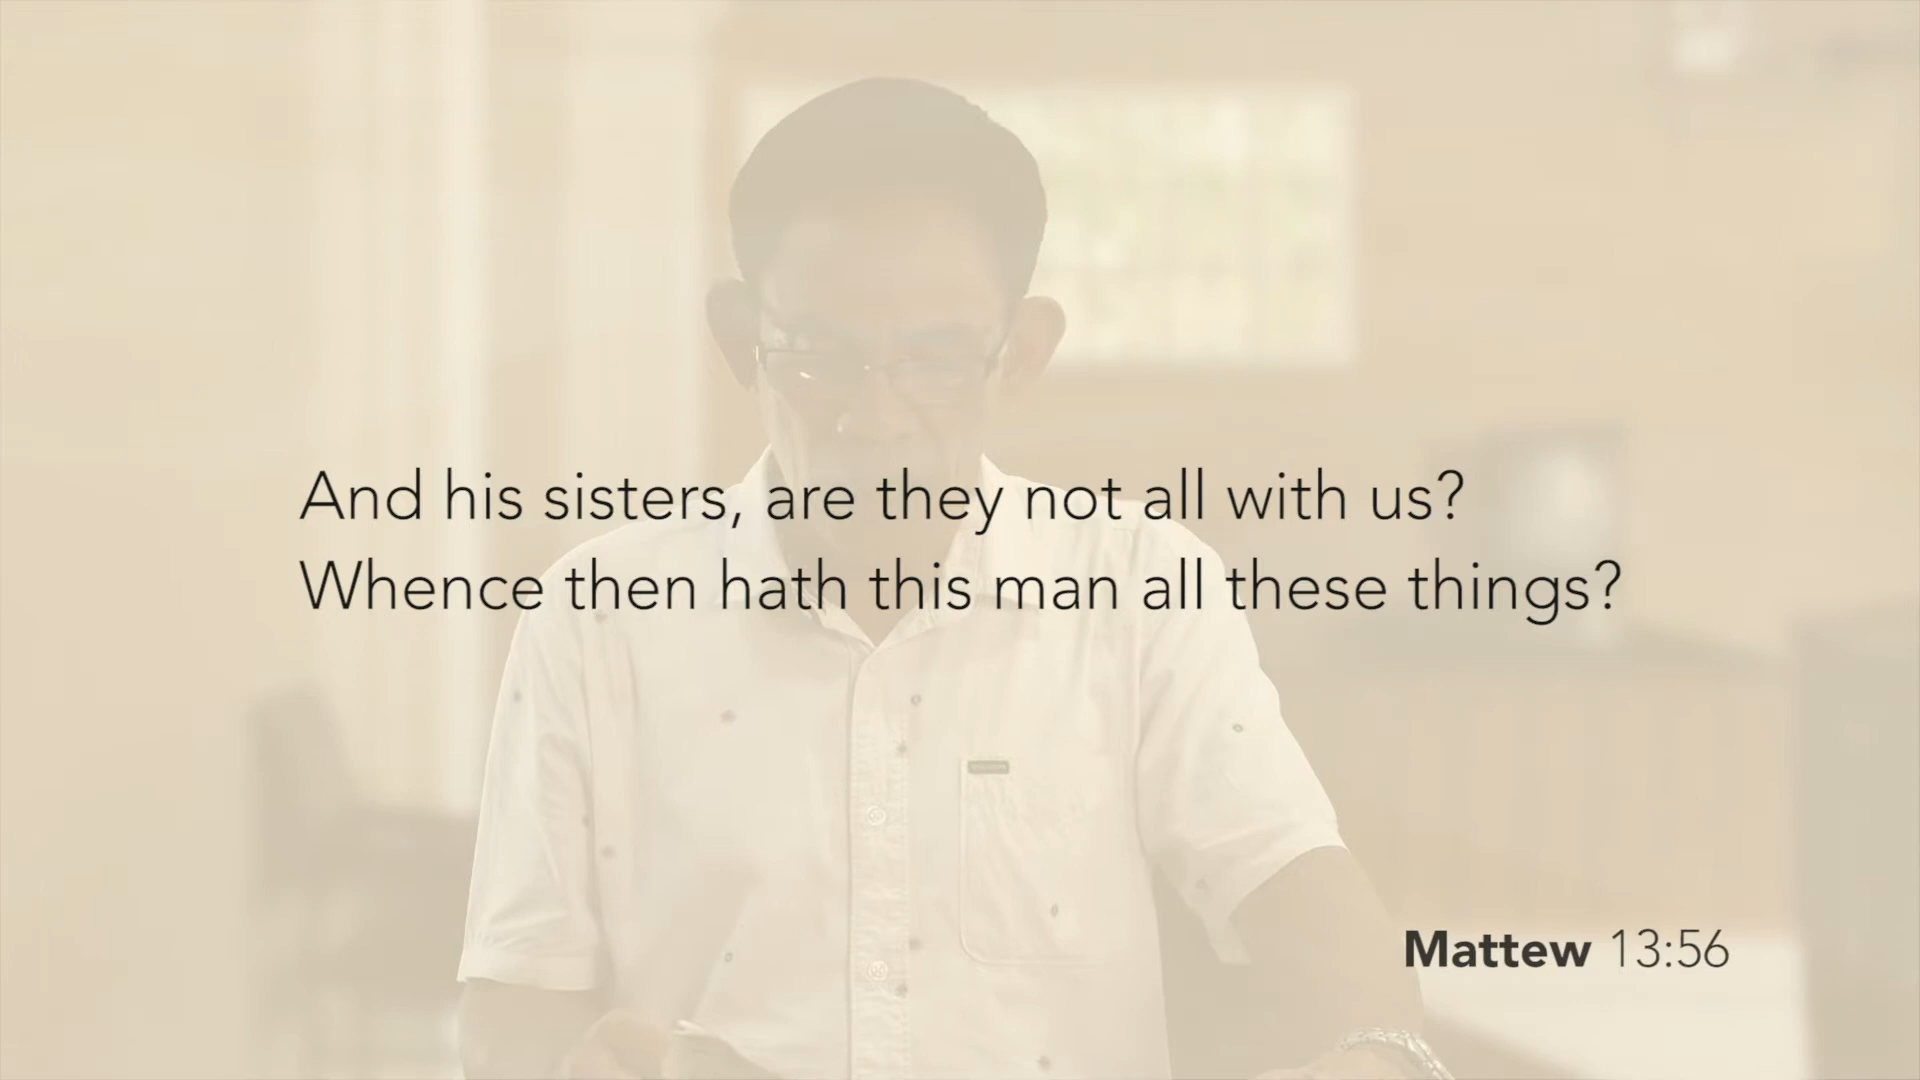 And his sisters, are they not all with us?
Whence then hath this man all these things?
Mattew 13:56